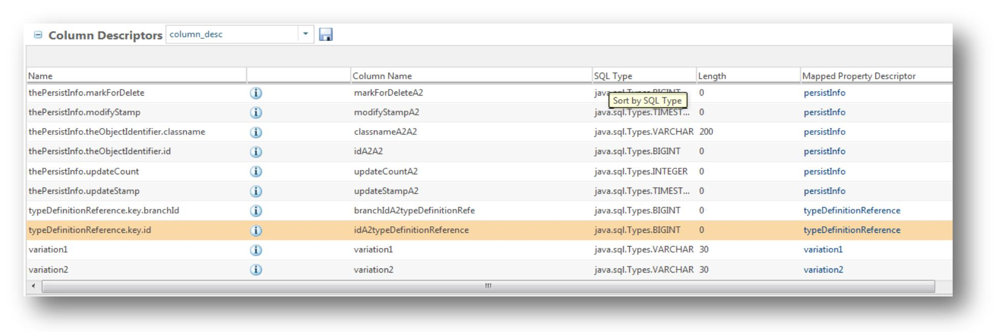 Column Descriptors column_desc
Name Column Name SQL Type Length Mapped Property Descriptor
thePersistInfo.markForDelete markForDeleteA2 java.sql.Types.BIGINT 0 persistInfo
Sort by SQL Type
thePersistInfo.modifyStamp modifyStampA2 java.sql.Types.TIMEST... 0 persistInfo
thePersistInfo.theObjectIdentifier.classname classnameA2A2 java.sql.Types.VARCHAR 200 persistInfo
thePersistInfo.theObjectIdentifier.id idA2A2 java.sql.Types.BIGINT 0 persistInfo
thePersistInfo.updateCount updateCountA2 java.sql.Types.INTEGER 0 persistInfo
thePersistInfo.updateStamp updateStampA2 java.sql.Types.TIMEST... 0 persistInfo
typeDefinitionReference.key.branchId branchIdA2typeDefinitionRefe java.sql.Types.BIGINT 0 typeDefinitionReference
typeDefinitionReference.key.id idA2typeDefinitionReference java.sql.Types.BIGINT 0 typeDefinitionReference
variation1 variation1 java.sql.Types.VARCHAR 30 variation1
variation2 variation2 java.sql.Types.VARCHAR 30 variation2